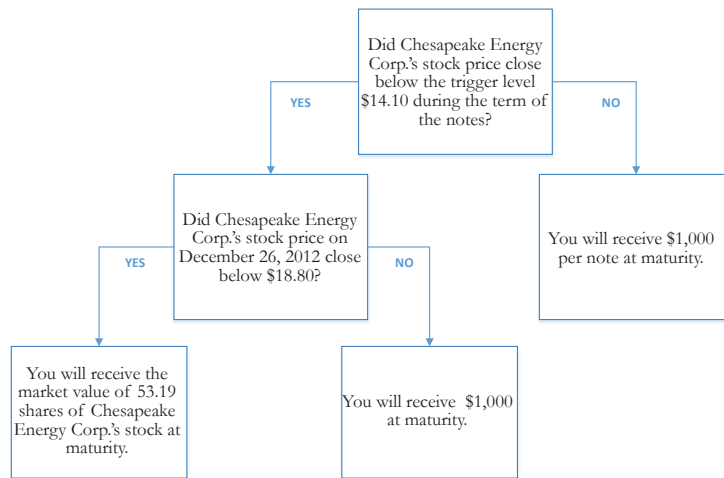 Did Chesapeake Energy
Corp.'s stock price close
below the trigger level
$14.10 during the term of
the notes?
YES
NO
Did Chesapeake Energy
Corp.'s stock price on
December 26, 2012 close
below $18.80?
You will receive $1,000
per note at maturity.
YES
NO
You will receive the
market value of 53.19
shares of Chesapeake
Energy Corp.'s stock at
maturity.
You will receive $1,000
at maturity.